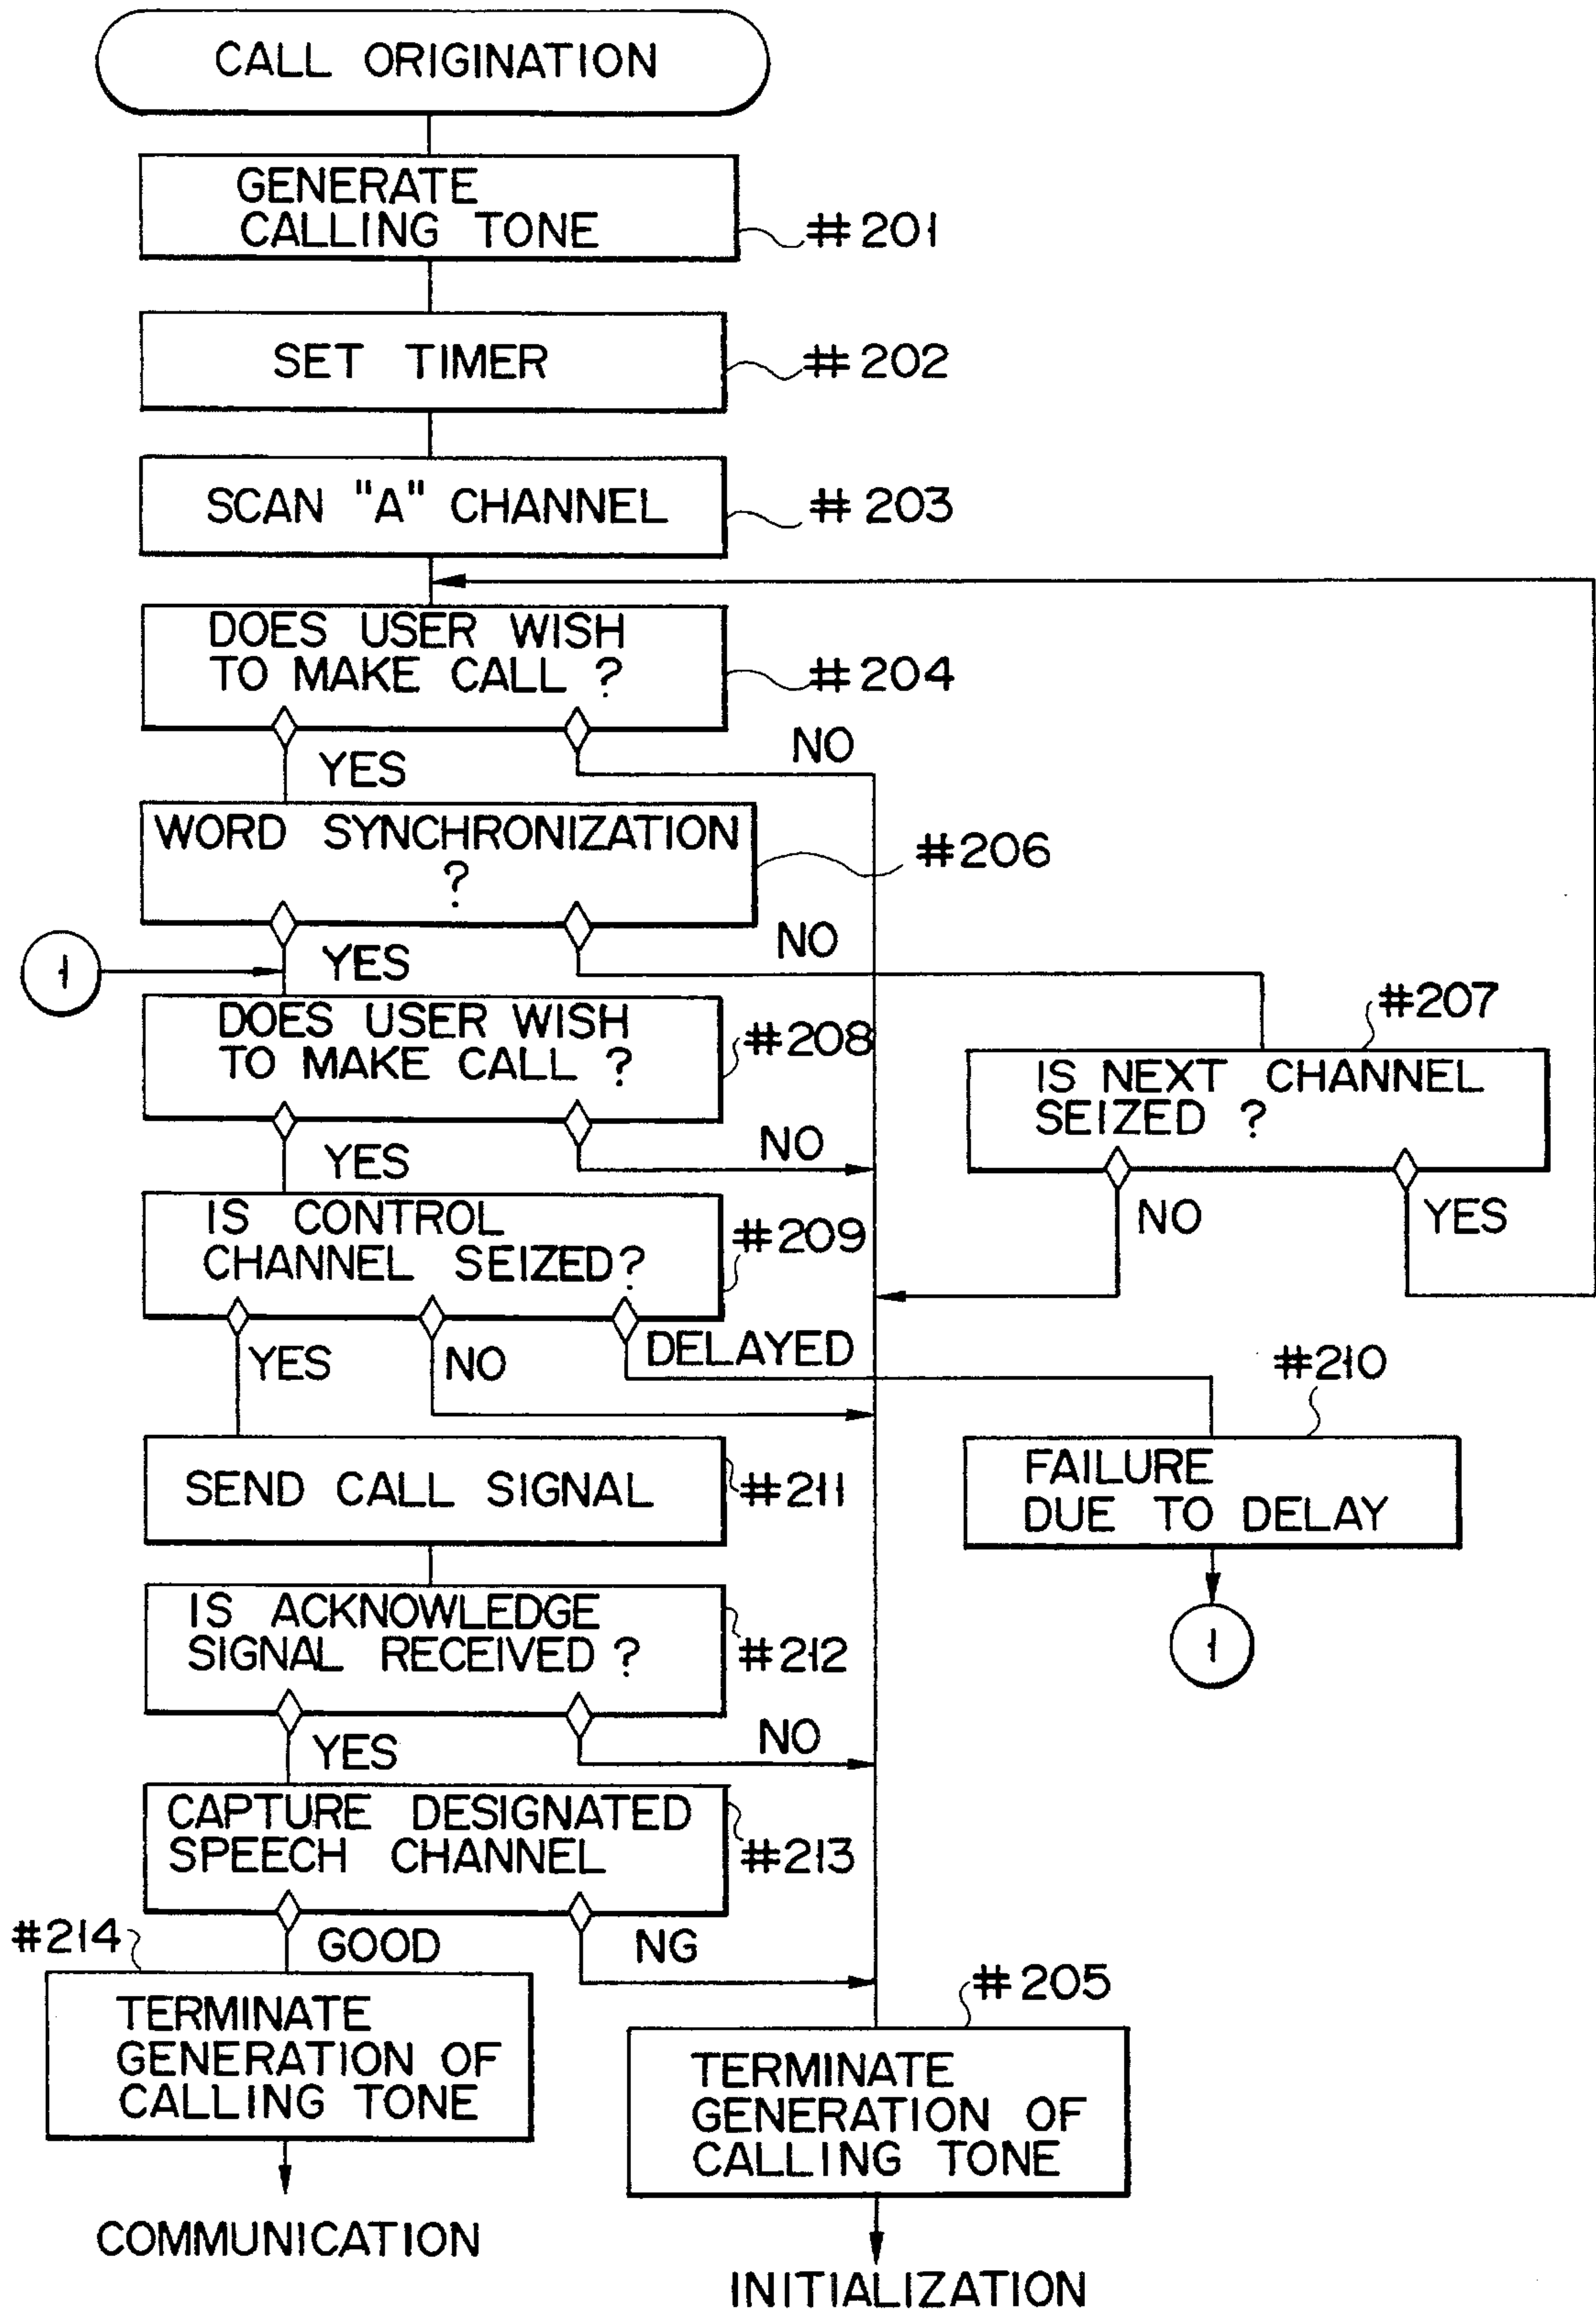 CALL ORIGINATION
GENERATE
CALLING TONE
#201
SET TIMER
#202
SCAN "A" CHANNEL
#203
DOES USER WISH
TO MAKE CALL ?
#204
YES
NO
WORD SYNCHRONIZATION
?
#206
YES
NO
1
DOES USER WISH
TO MAKE CALL ?
#208
#207
IS NEXT CHANNEL
SEIZED ?
YES
NO
NO
YES
IS CONTROL
CHANNEL SEIZED?
#209
YES
NO
DELAYED
#210
FAILURE
DUE TO DELAY
1
SEND CALL SIGNAL
#211
IS ACKNOWLEDGE
SIGNAL RECEIVED ?
#212
YES
NO
CAPTURE DESIGNATED
SPEECH CHANNEL
#213
GOOD
NG
#214
TERMINATE
GENERATION OF
CALLING TONE
#205
TERMINATE
GENERATION OF
CALLING TONE
COMMUNICATION
INITIALIZATION